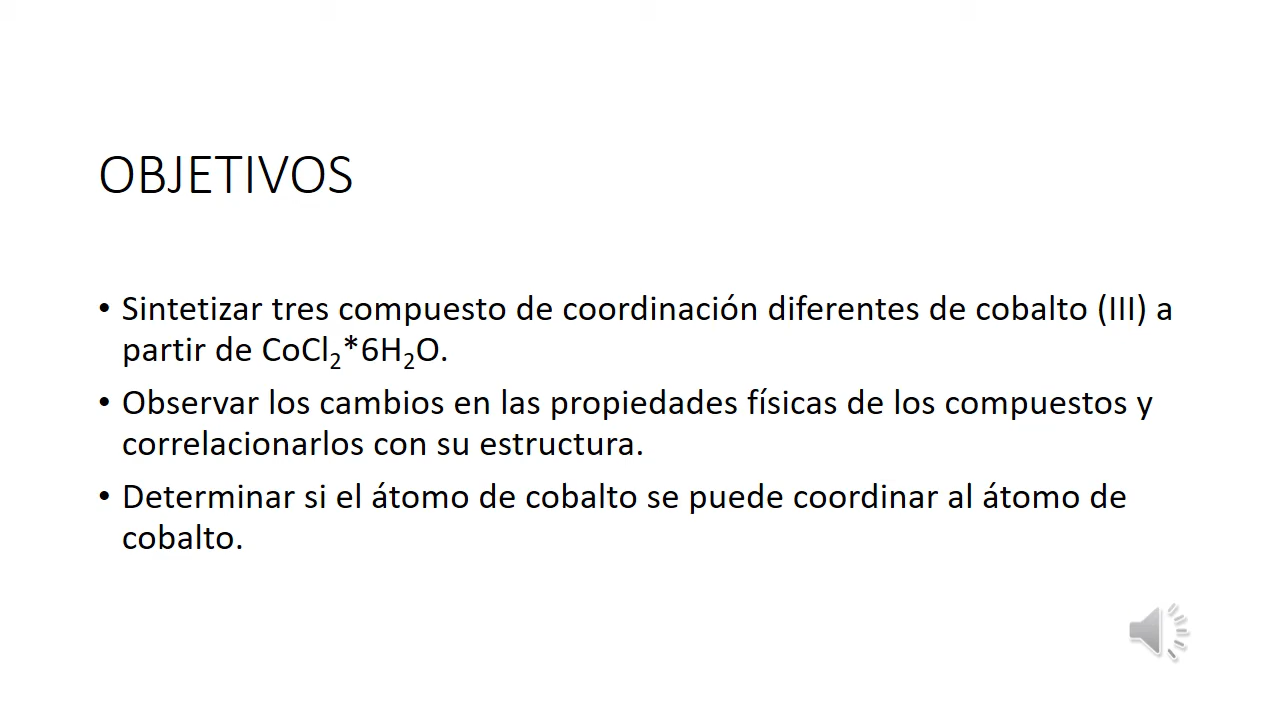 OBJETIVOS
• Sintetizar tres compuesto de coordinación diferentes de cobalto (III) a
partir de CoCl₂*6H₂O.
• Observar los cambios en las propiedades físicas de los compuestos y
correlacionarlos con su estructura.
• Determinar si el átomo de cobalto se puede coordinar al átomo de
cobalto.